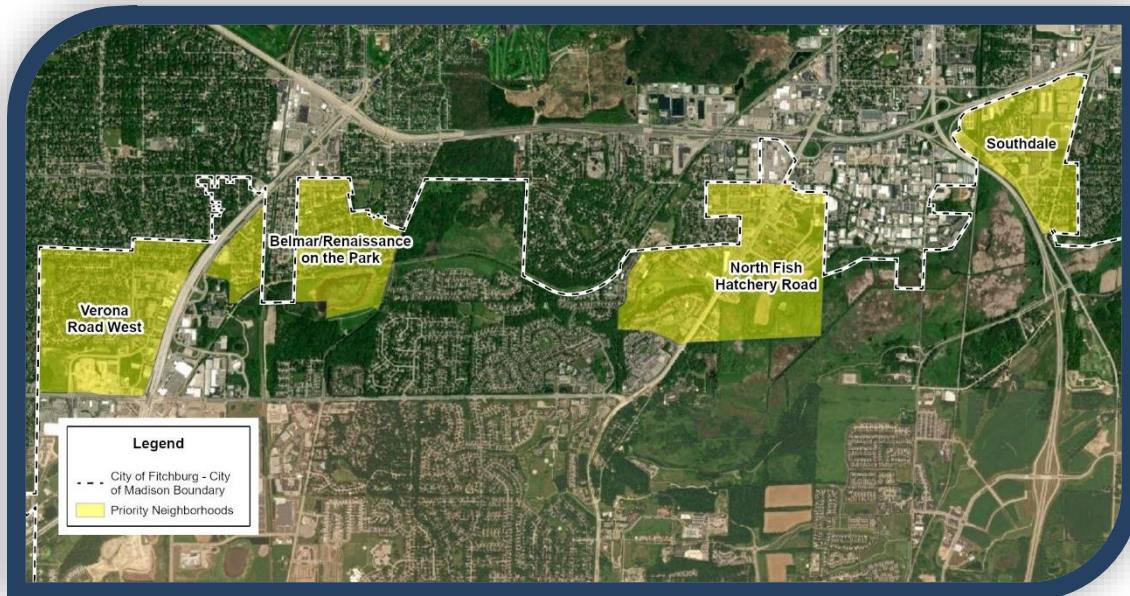 Southdale
Belmar/Renaissance
on the Park
North Fish
Hatchery Road
Verona
Road West
Legend
City of Fitchburg - City
of Madison Boundary
Priority Neighborhoods